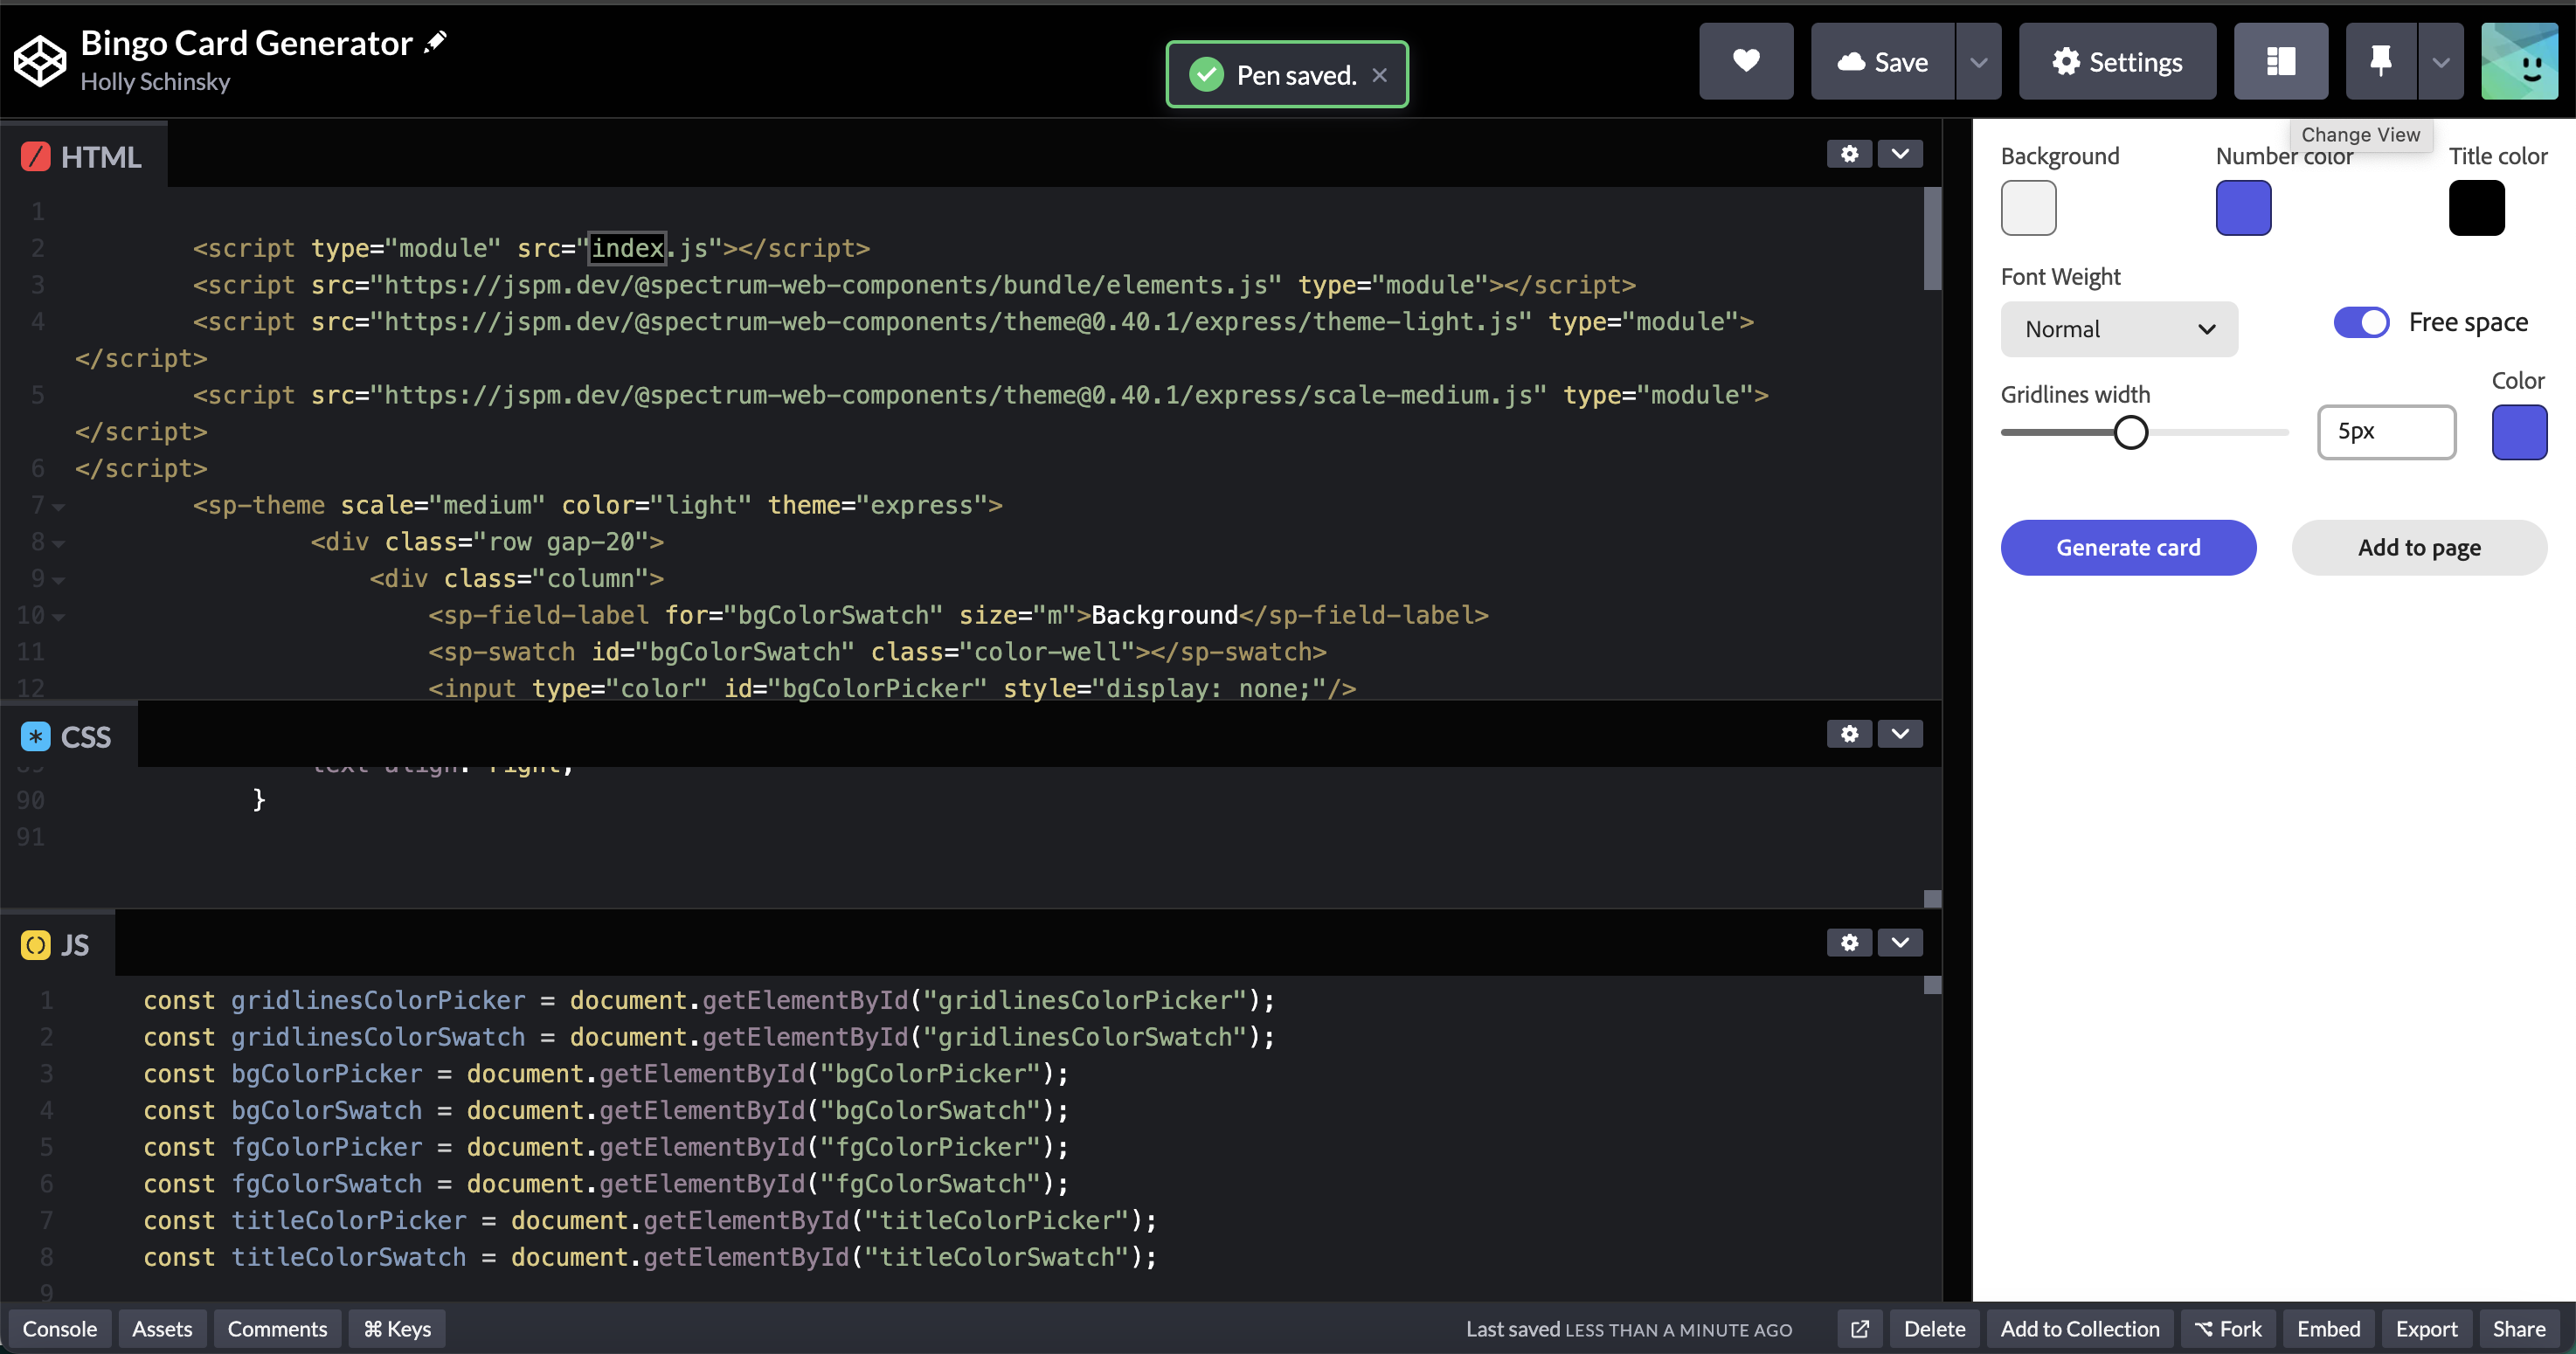 Bingo Card Generator
Holly Schinsky
Pen saved.
Save
Settings
Change View
HTML
1
2 <script type="module" src="index.js"></script>
3 <script src="https://jspm.dev/@spectrum-web-components/bundle/elements.js" type="module"></script>
4 <script src="https://jspm.dev/@spectrum-web-components/theme@0.40.1/express/theme-light.js" type="module">
</script>
5 <script src="https://jspm.dev/@spectrum-web-components/theme@0.40.1/express/scale-medium.js" type="module">
</script>
6 </script>
7 <sp-theme scale="medium" color="light" theme="express">
8 <div class="row gap-20">
9 <div class="column">
10 <sp-field-label for="bgColorSwatch" size="m">Background</sp-field-label>
11 <sp-swatch id="bgColorSwatch" class="color-well"></sp-swatch>
12 <input type="color" id="bgColorPicker" style="display: none;"/>
CSS
89 text-align: right;
90 }
91
JS
1 const gridlinesColorPicker = document.getElementById("gridlinesColorPicker");
2 const gridlinesColorSwatch = document.getElementById("gridlinesColorSwatch");
3 const bgColorPicker = document.getElementById("bgColorPicker");
4 const bgColorSwatch = document.getElementById("bgColorSwatch");
5 const fgColorPicker = document.getElementById("fgColorPicker");
6 const fgColorSwatch = document.getElementById("fgColorSwatch");
7 const titleColorPicker = document.getElementById("titleColorPicker");
8 const titleColorSwatch = document.getElementById("titleColorSwatch");
9
Background Number color Title color
Font Weight
Normal
Free space
Gridlines width
5px
Color
Generate card
Add to page
Console
Assets
Comments
⌘ Keys
Last saved LESS THAN A MINUTE AGO
Delete
Add to Collection
Fork
Embed
Export
Share